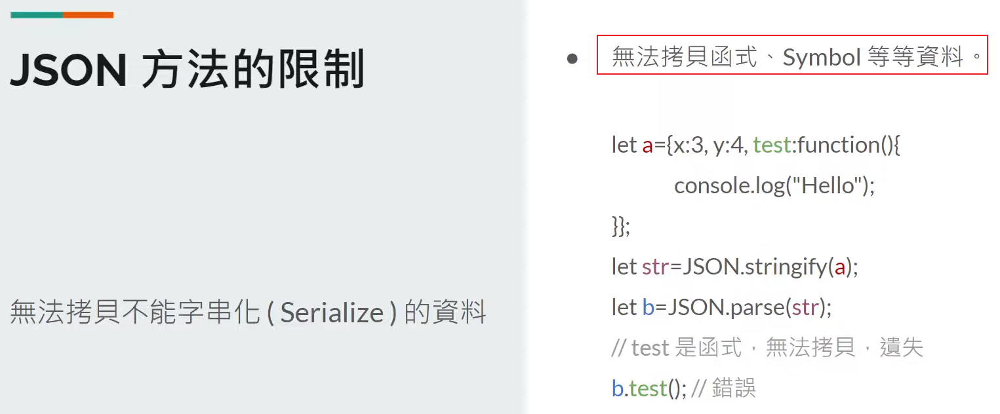 JSON 方法的限制
無法拷貝不能字串化 ( Serialize ) 的資料
● 無法拷貝函式、Symbol 等等資料。
let a={x:3, y:4, test:function(){
console.log("Hello");
}};
let str=JSON.stringify(a);
let b=JSON.parse(str);
// test 是函式，無法拷貝，遺失
b.test(); // 錯誤